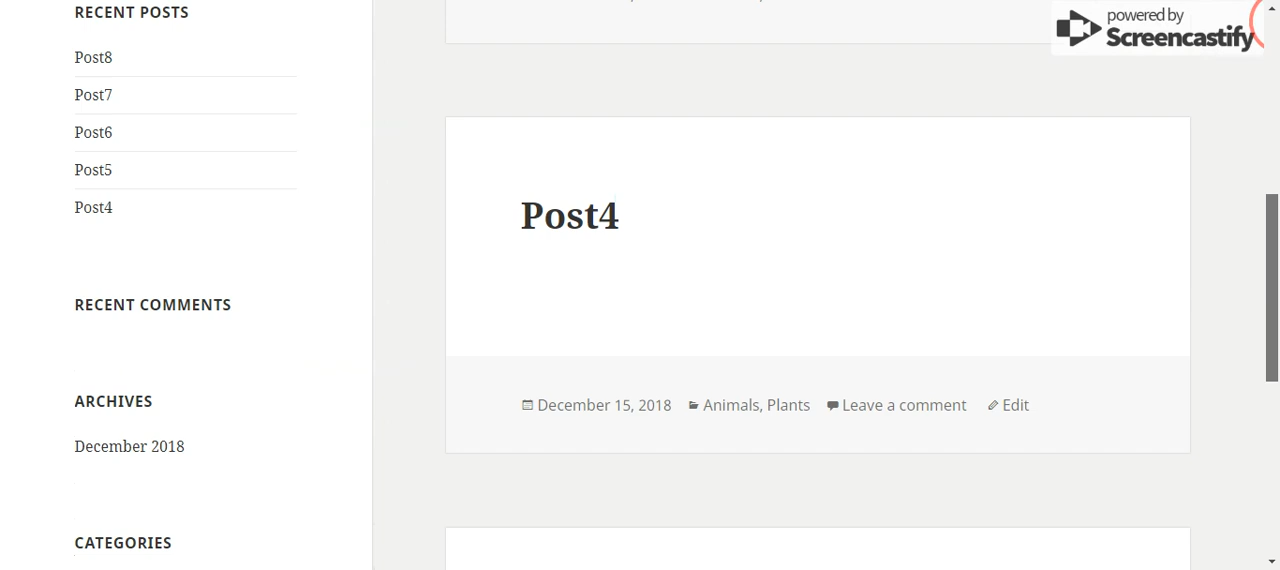 RECENT POSTS
Post8
Post7
Post6
Post5
Post4
RECENT COMMENTS
ARCHIVES
December 2018
CATEGORIES
powered by
Screencastify
Post4
December 15, 2018 Animals, Plants Leave a comment Edit